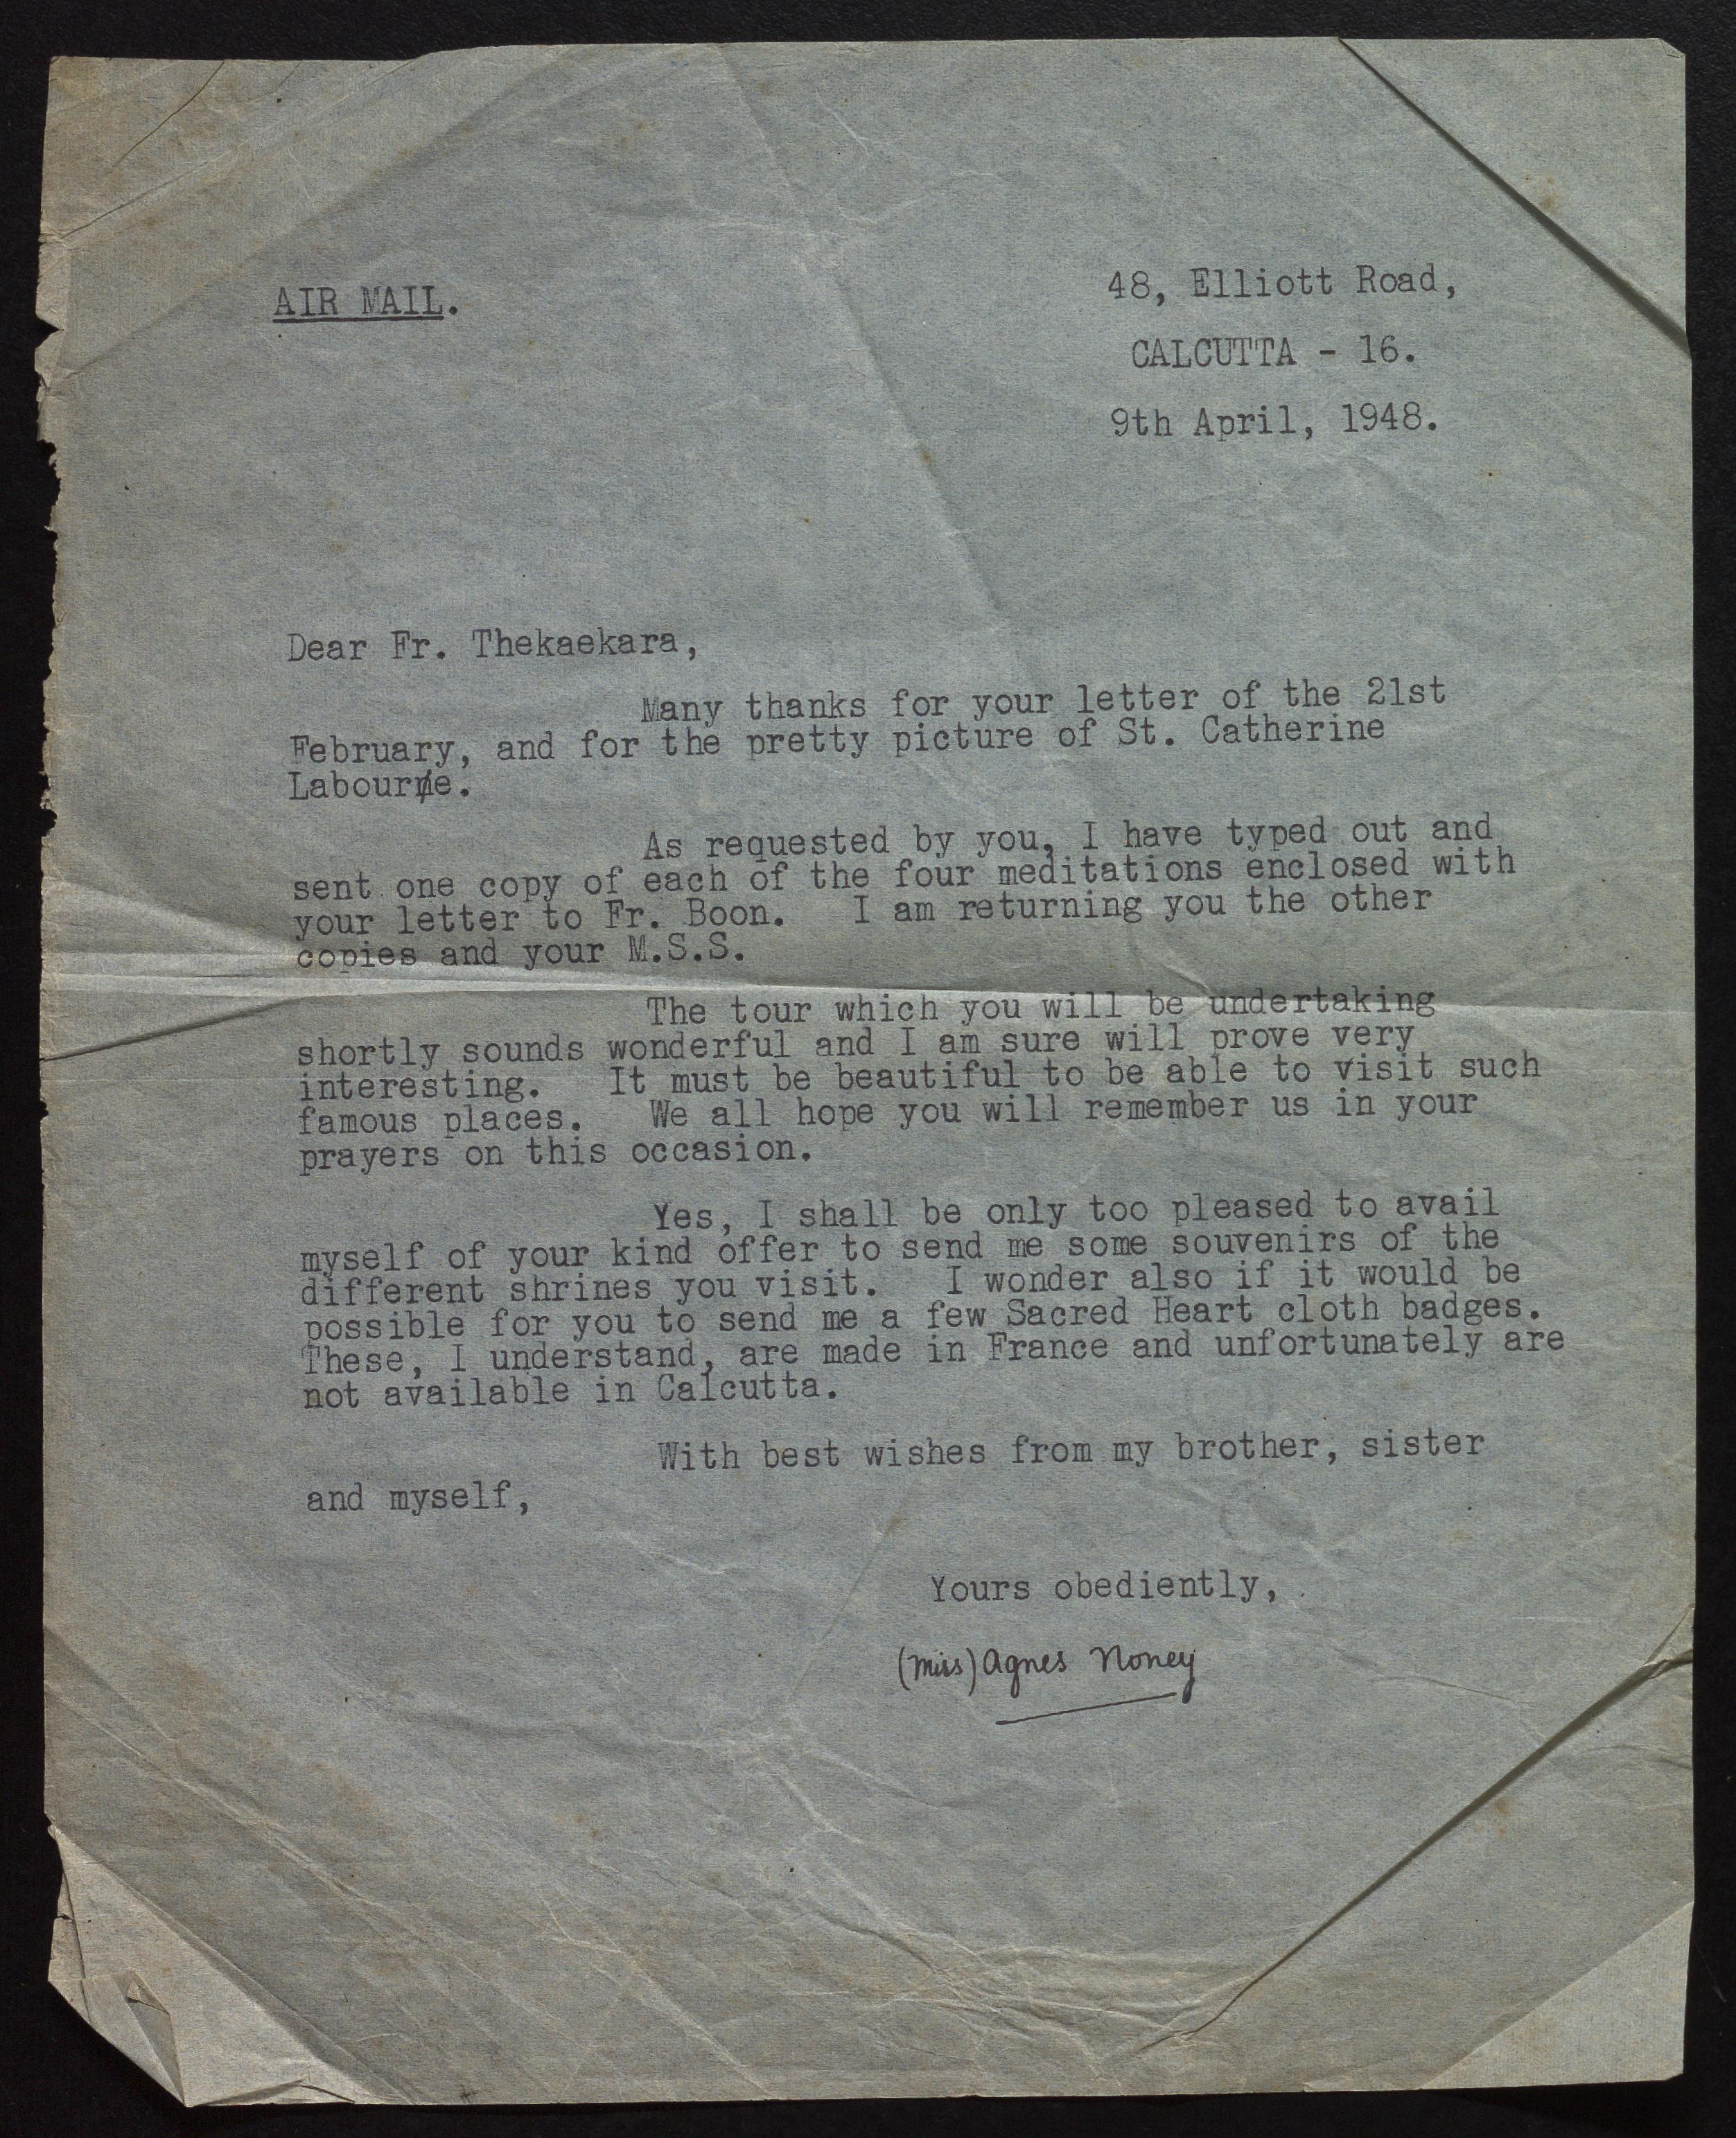 AIR MAIL.
48, Elliott Road,
CALCUTTA - 16.
9th April, 1948.
Dear Fr. Thekaekara,
Many thanks for your letter of the 21st
February, and for the pretty picture of St. Catherine
Laboure.
As requested by you, I have typed out and
sent one copy of each of the four meditations enclosed with
your letter to Fr. Boon. I am returning you the other
copies and your M.S.S.
The tour which you will be undertaking
shortly sounds wonderful and I am sure will prove very
interesting. It must be beautiful to be able to visit such
famous places. We all hope you will remember us in your
prayers on this occasion.
Yes, I shall be only too pleased to avail
myself of your kind offer to send me some souvenirs of the
different shrines you visit. I wonder also if it would be
possible for you to send me a few Sacred Heart cloth badges.
These, I understand, are made in France and unfortunately are
not available in Calcutta.
With best wishes from my brother, sister
and myself,
Yours obediently,
(Miss) Agnes Noney